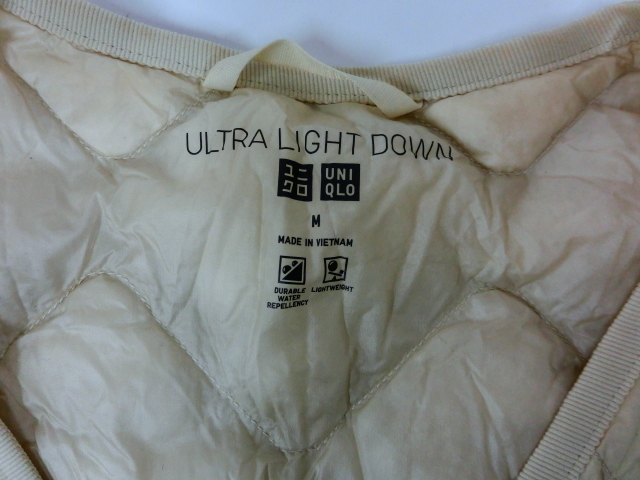 ULTRA LIGHT DOWN
ユニ UNI
クロ QLO
M
MADE IN VIETNAM
DURABLE LIGHTWEIGHT
WATER
REPELLENCY